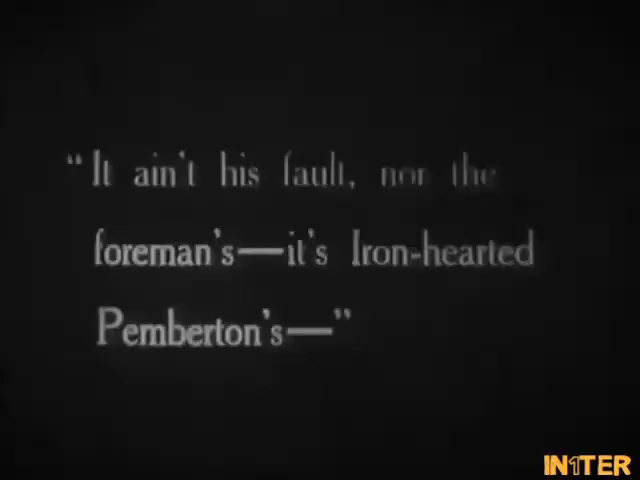 “It ain't his fault, nor the
foreman's—it's Iron-hearted
Pemberton's—”
IN1TER